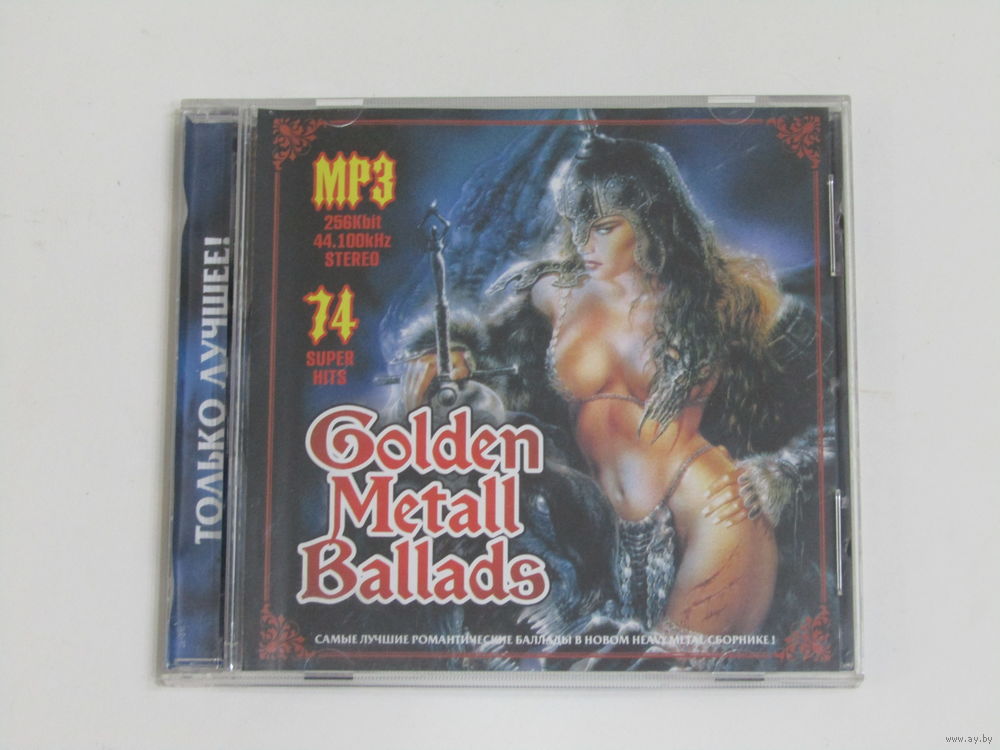 ТОЛЬКО ЛУЧШЕЕ!
MP3
256Kbit
44.100kHz
STEREO
74
SUPER
HITS
Golden
Metall
Ballads
САМЫЕ ЛУЧШИЕ РОМАНТИЧЕСКИЕ БАЛЛАДЫ В НОВОМ HEAVY METAL СБОРНИКЕ!
www.ay.by